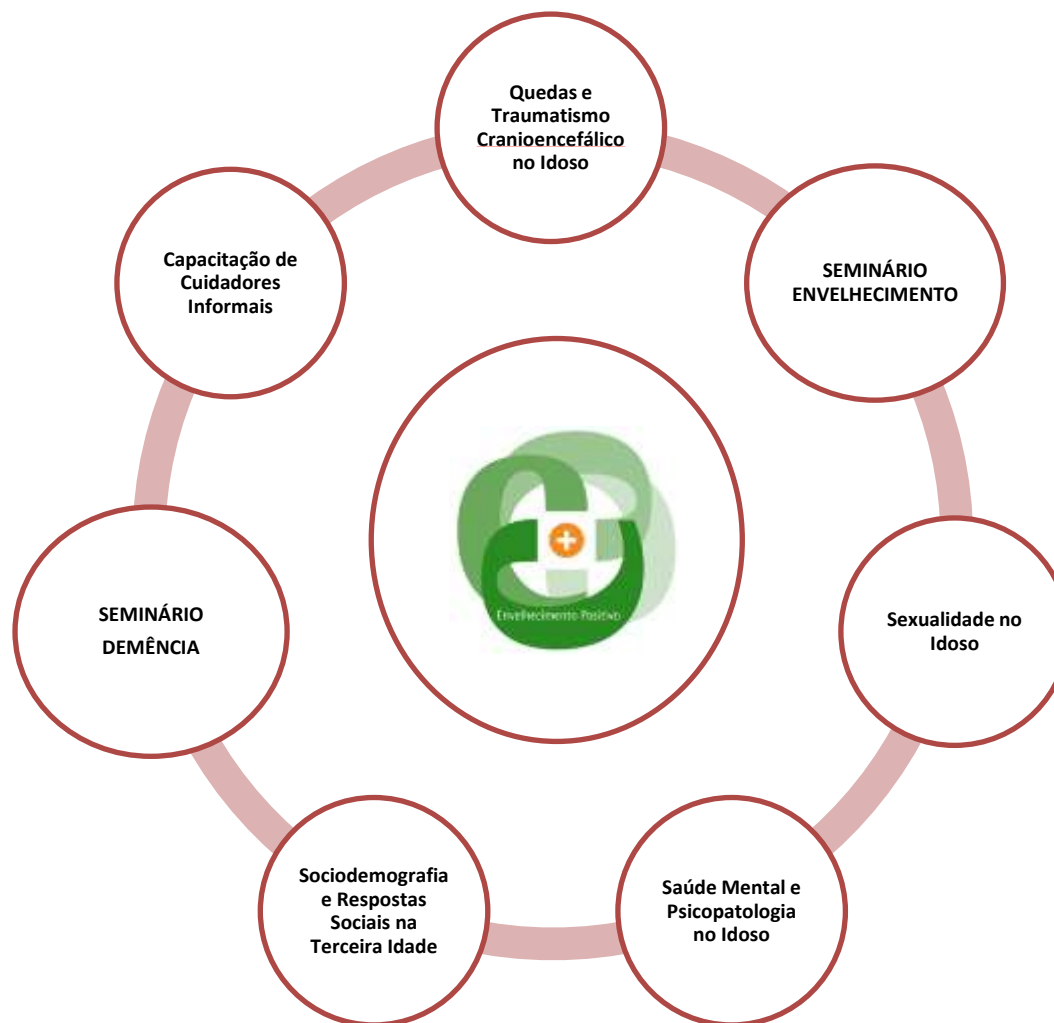 Quedas e
Traumatismo
Cranioencefálico
no Idoso
Capacitação de
Cuidadores
Informais
SEMINÁRIO
ENVELHECIMENTO
Envelhecimento Positivo
SEMINÁRIO
DEMÊNCIA
Sexualidade no
Idoso
Sociodemografia
e Respostas
Sociais na
Terceira Idade
Saúde Mental e
Psicopatologia
no Idoso